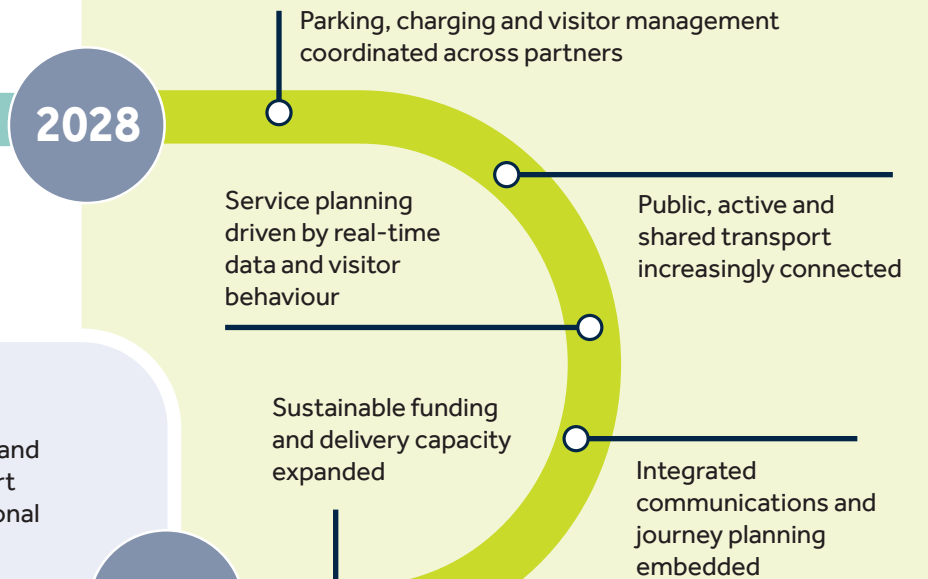 Parking, charging and visitor management
coordinated across partners
2028
Public, active and
shared transport
increasingly connected
Service planning
driven by real-time
data and visitor
behaviour
Sustainable funding
and delivery capacity
expanded
Integrated
communications and
journey planning
embedded
and